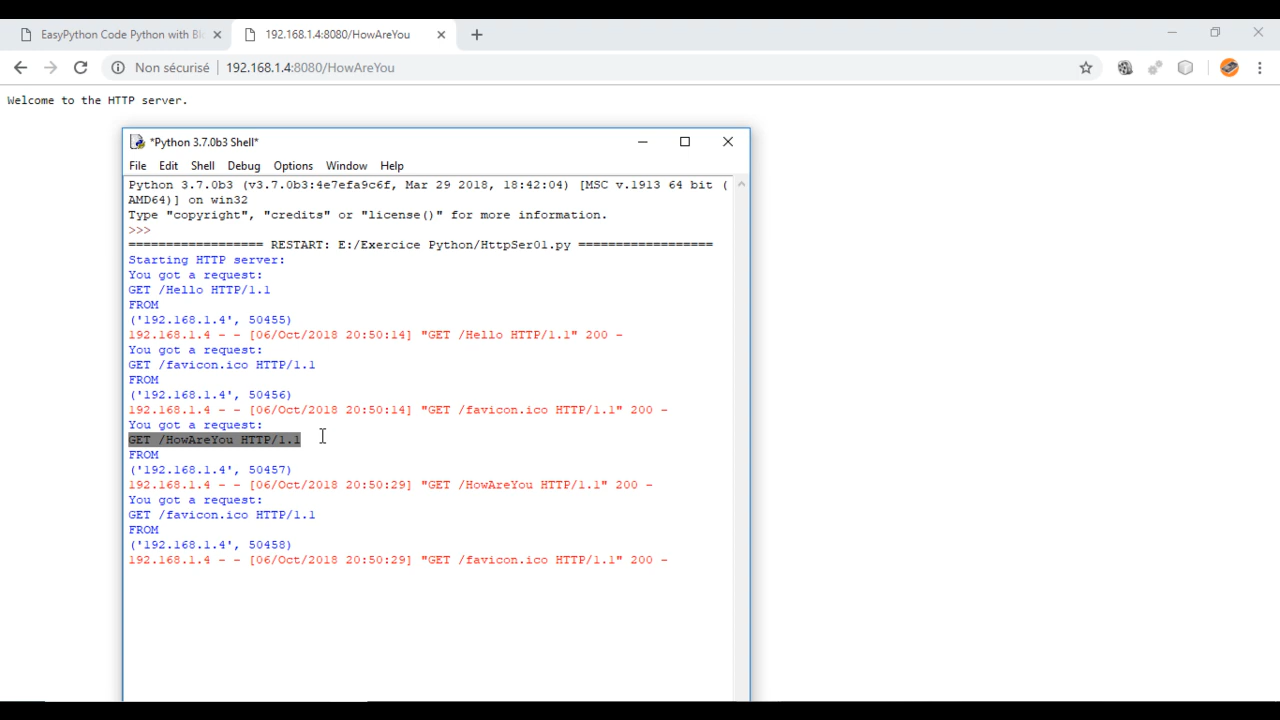 EasyPython Code Python with Blo
192.168.1.4:8080/HowAreYou
Non sécurisé
192.168.1.4:8080/HowAreYou
Welcome to the HTTP server.
*Python 3.7.0b3 Shell*
File Edit Shell Debug Options Window Help
Python 3.7.0b3 (v3.7.0b3:4e7efa9c6f, Mar 29 2018, 18:42:04) [MSC v.1913 64 bit (
AMD64)] on win32
Type "copyright", "credits" or "license()" for more information.
>>>
================== RESTART: E:/Exercice Python/HttpSer01.py ==================
Starting HTTP server:
You got a request:
GET /Hello HTTP/1.1
FROM
('192.168.1.4', 50455)
192.168.1.4 - - [06/Oct/2018 20:50:14] "GET /Hello HTTP/1.1" 200 -
You got a request:
GET /favicon.ico HTTP/1.1
FROM
('192.168.1.4', 50456)
192.168.1.4 - - [06/Oct/2018 20:50:14] "GET /favicon.ico HTTP/1.1" 200 -
You got a request:
GET /HowAreYou HTTP/1.1
FROM
('192.168.1.4', 50457)
192.168.1.4 - - [06/Oct/2018 20:50:29] "GET /HowAreYou HTTP/1.1" 200 -
You got a request:
GET /favicon.ico HTTP/1.1
FROM
('192.168.1.4', 50458)
192.168.1.4 - - [06/Oct/2018 20:50:29] "GET /favicon.ico HTTP/1.1" 200 -